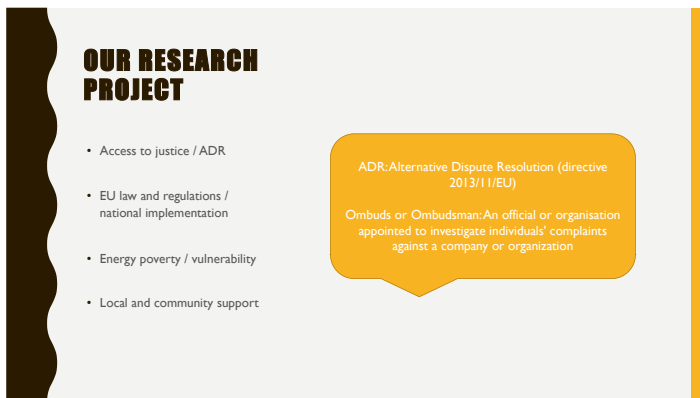 OUR RESEARCH
PROJECT
• Access to justice / ADR
• EU law and regulations /
national implementation
• Energy poverty / vulnerability
• Local and community support
ADR: Alternative Dispute Resolution (directive
2013/11/EU)
Ombuds or Ombudsman: An official or organisation
appointed to investigate individuals' complaints
against a company or organization